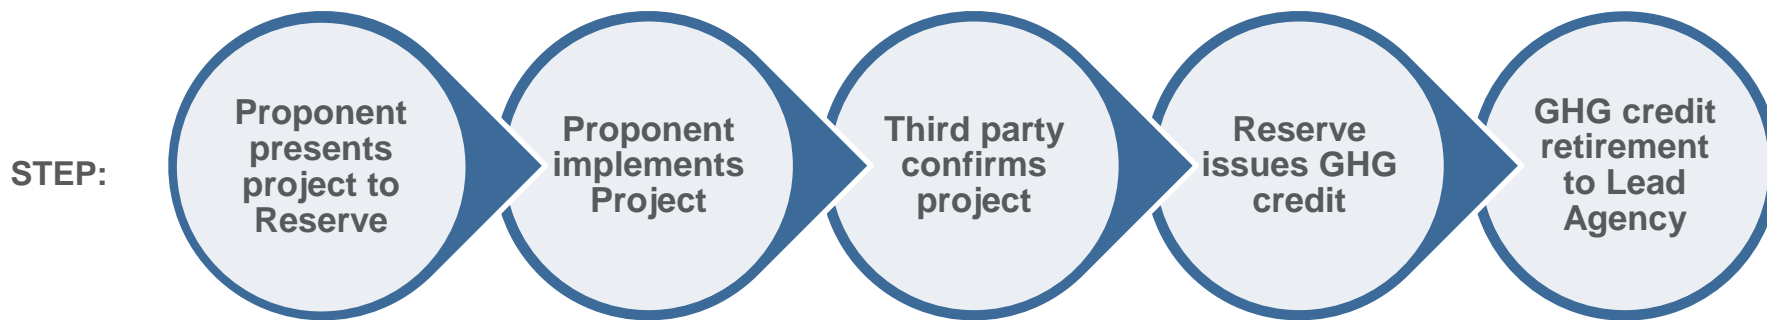 STEP:
Proponent
presents
project to
Reserve
Proponent
implements
Project
Third party
confirms
project
Reserve
issues GHG
credit
GHG credit
retirement
to Lead
Agency